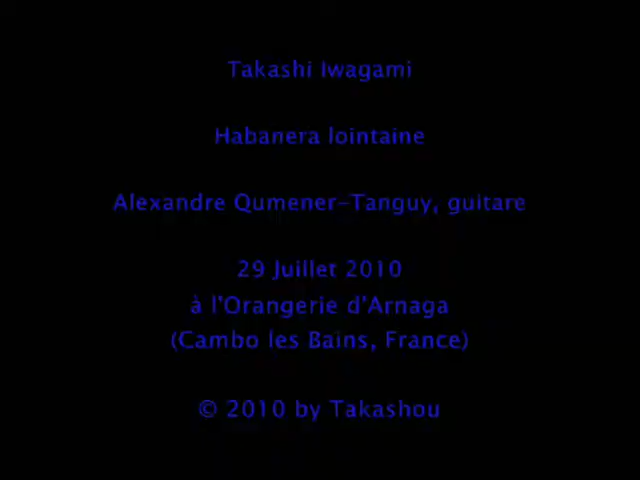 Takashi Iwagami
Habanera lointaine
Alexandre Qumener-Tanguy, guitare
29 Juillet 2010
à l'Orangerie d'Arnaga
(Cambo les Bains, France)
© 2010 by Takashou